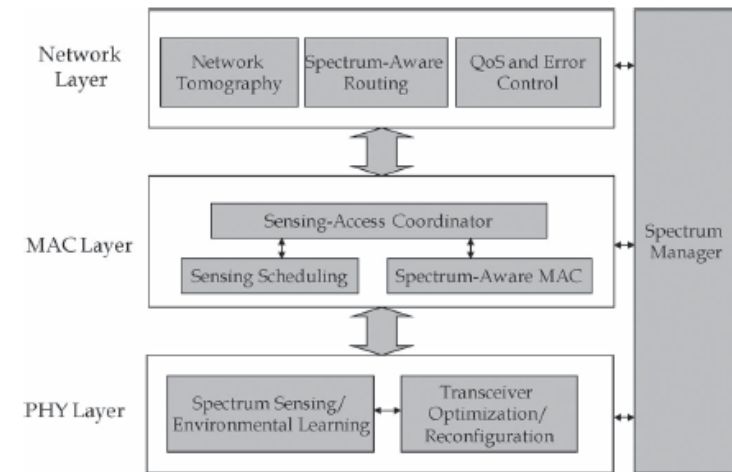 Network
Layer
Network
Tomography
Spectrum-Aware
Routing
QoS and Error
Control
MAC Layer
Sensing-Access Coordinator
Sensing Scheduling
Spectrum-Aware MAC
Spectrum
Manager
PHY Layer
Spectrum Sensing/
Environmental Learning
Transceiver
Optimization/
Reconfiguration